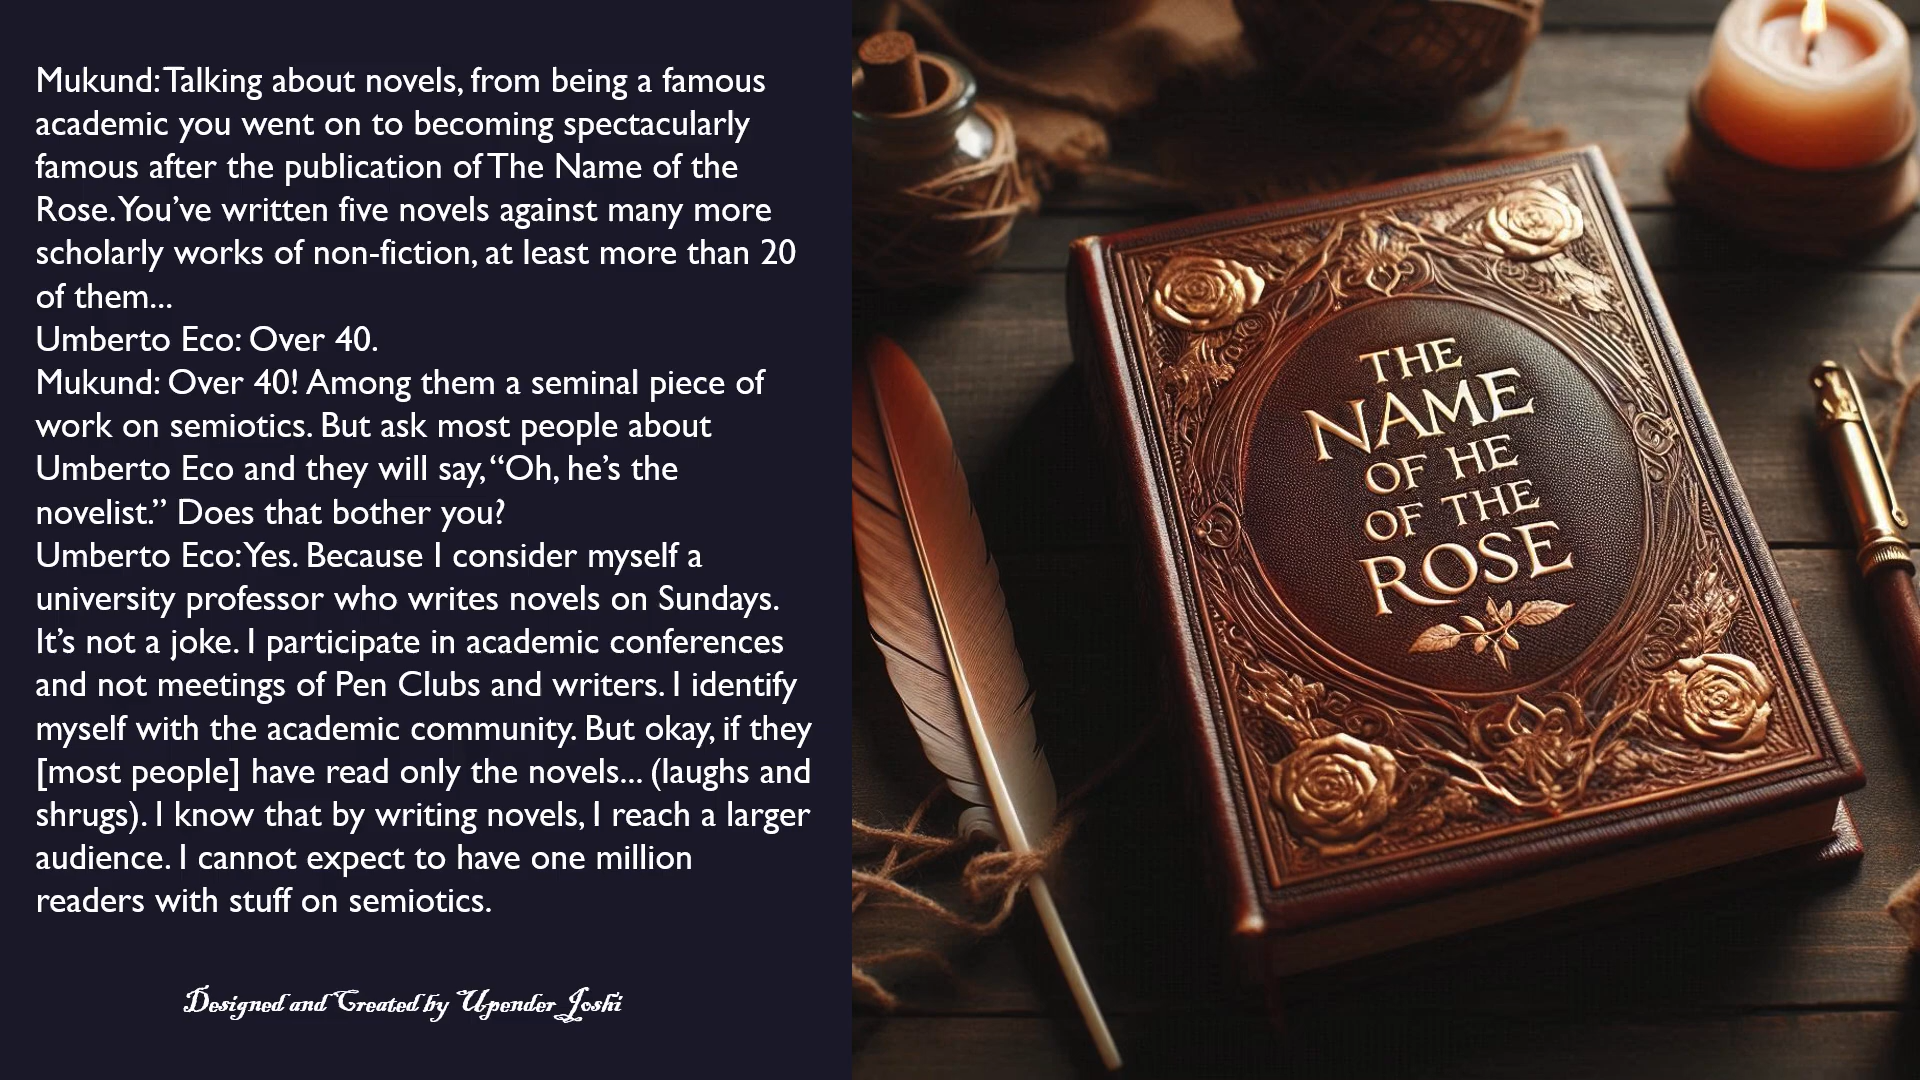 Mukund: Talking about novels, from being a famous
academic you went on to becoming spectacularly
famous after the publication of The Name of the
Rose. You’ve written five novels against many more
scholarly works of non-fiction, at least more than 20
of them...
Umberto Eco: Over 40.
Mukund: Over 40! Among them a seminal piece of
work on semiotics. But ask most people about
Umberto Eco and they will say, “Oh, he’s the
novelist.” Does that bother you?
Umberto Eco: Yes. Because I consider myself a
university professor who writes novels on Sundays.
It’s not a joke. I participate in academic conferences
and not meetings of Pen Clubs and writers. I identify
myself with the academic community. But okay, if they
[most people] have read only the novels... (laughs and
shrugs). I know that by writing novels, I reach a larger
audience. I cannot expect to have one million
readers with stuff on semiotics.
Designed and Created by Upender Joshi
THE
NAME
OF HE
OF THE
ROSE